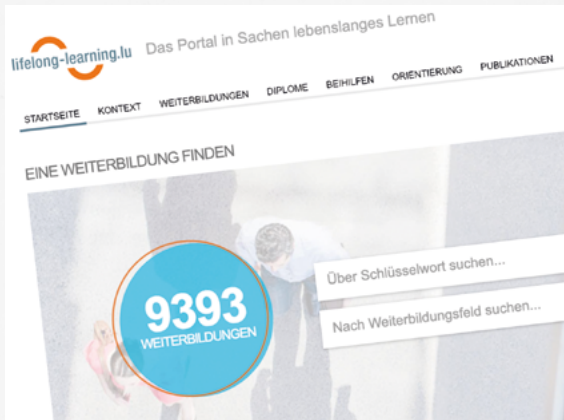 lifelong-learning.lu
Das Portal in Sachen lebenslanges Lernen
STARTSEITE KONTEXT WEITERBILDUNGEN DIPLOME BEIHILFEN ORIENTIERUNG PUBLIKATIONEN
EINE WEITERBILDUNG FINDEN
Über Schlüsselwort suchen...
9393
WEITERBILDUNGEN
Nach Weiterbildungsfeld suchen...